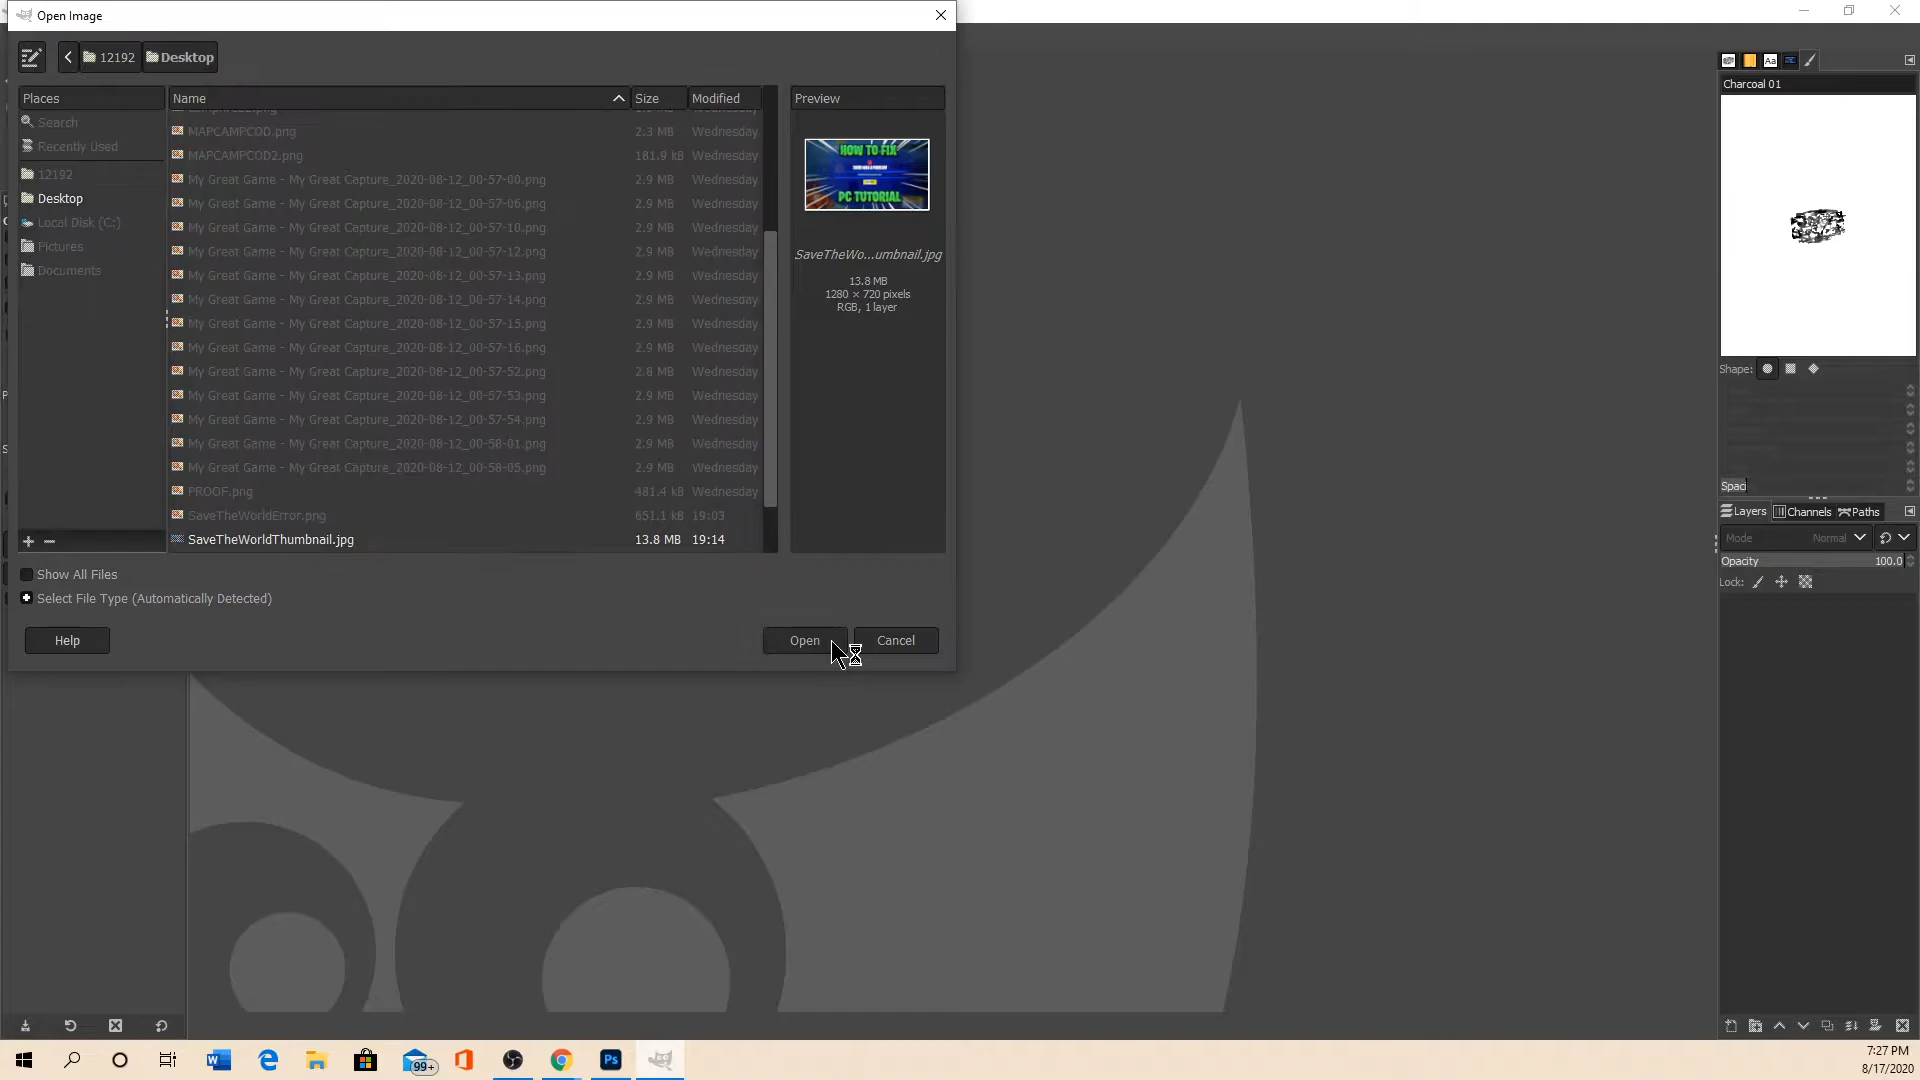 Open Image
12192 Desktop
Places Name Size Modified Preview
Search
Recently Used
12192
Desktop
Local Disk (C:)
Pictures
Documents
MAPCAMPCOD.png 2.3 MB Wednesday
MAPCAMPCOD2.png 181.9 kB Wednesday
My Great Game - My Great Capture_2020-08-12_00-57-00.png 2.9 MB Wednesday
My Great Game - My Great Capture_2020-08-12_00-57-06.png 2.9 MB Wednesday
My Great Game - My Great Capture_2020-08-12_00-57-10.png 2.9 MB Wednesday
My Great Game - My Great Capture_2020-08-12_00-57-12.png 2.9 MB Wednesday
My Great Game - My Great Capture_2020-08-12_00-57-13.png 2.9 MB Wednesday
My Great Game - My Great Capture_2020-08-12_00-57-14.png 2.9 MB Wednesday
My Great Game - My Great Capture_2020-08-12_00-57-15.png 2.9 MB Wednesday
My Great Game - My Great Capture_2020-08-12_00-57-16.png 2.9 MB Wednesday
My Great Game - My Great Capture_2020-08-12_00-57-52.png 2.8 MB Wednesday
My Great Game - My Great Capture_2020-08-12_00-57-53.png 2.9 MB Wednesday
My Great Game - My Great Capture_2020-08-12_00-57-54.png 2.9 MB Wednesday
My Great Game - My Great Capture_2020-08-12_00-58-01.png 2.9 MB Wednesday
My Great Game - My Great Capture_2020-08-12_00-58-05.png 2.9 MB Wednesday
PROOF.png 481.4 kB Wednesday
SaveTheWorldError.png 651.1 kB 19:03
SaveTheWorldThumbnail.jpg 13.8 MB 19:14
HOW TO FIX
PC TUTORIAL
SaveTheWo...umbnail.jpg
13.8 MB
1280 × 720 pixels
RGB, 1 layer
Show All Files
Select File Type (Automatically Detected)
Help Open Cancel
Aa
Charcoal 01
Shape:
Spaci
Layers Channels Paths
Mode Normal
Opacity 100.0
Lock:
99+
Ps
7:27 PM
8/17/2020